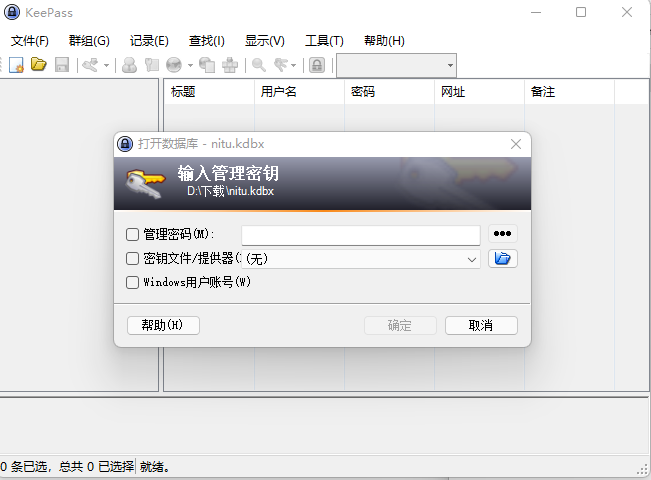 KeePass
文件(F) 群组(G) 记录(E) 查找(I) 显示(V) 工具(T) 帮助(H)
标题 用户名 密码 网址 备注
打开数据库 - nitu.kdbx
输入管理密钥
D:\下载\nitu.kdbx
管理密码(M):
密钥文件/提供器(
(无)
Windows用户账号(W)
帮助(H) 确定 取消
0 条已选，总共 0 已选择 就绪。